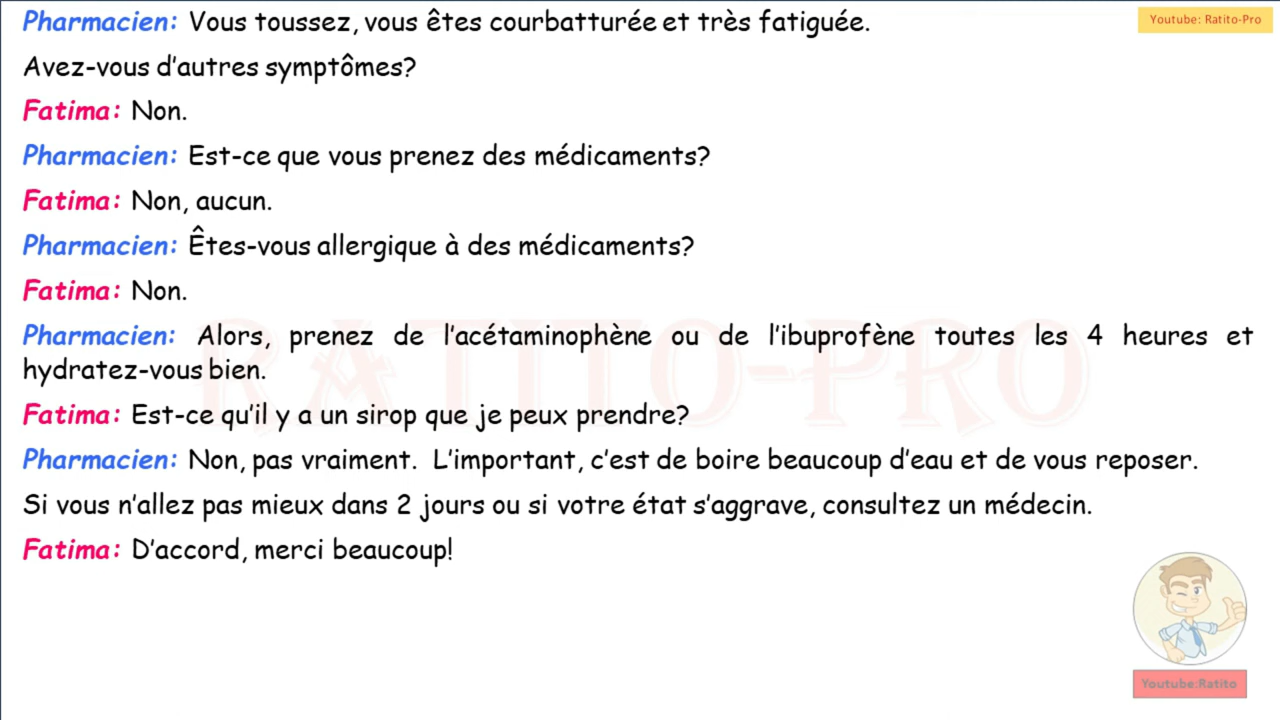 Pharmacien: Vous toussez, vous êtes courbatturée et très fatiguée.
Youtube: Ratito-Pro
Avez-vous d'autres symptômes?
Fatima: Non.
Pharmacien: Est-ce que vous prenez des médicaments?
Fatima: Non, aucun.
Pharmacien: Êtes-vous allergique à des médicaments?
Fatima: Non.
Pharmacien: Alors, prenez de l'acétaminophène ou de l'ibuprofène toutes les 4 heures et
hydratez-vous bien.
RATITO-PRO
Fatima: Est-ce qu'il y a un sirop que je peux prendre?
Pharmacien: Non, pas vraiment. L'important, c'est de boire beaucoup d'eau et de vous reposer.
Si vous n'allez pas mieux dans 2 jours ou si votre état s'aggrave, consultez un médecin.
Fatima: D'accord, merci beaucoup!
Youtube:Ratito